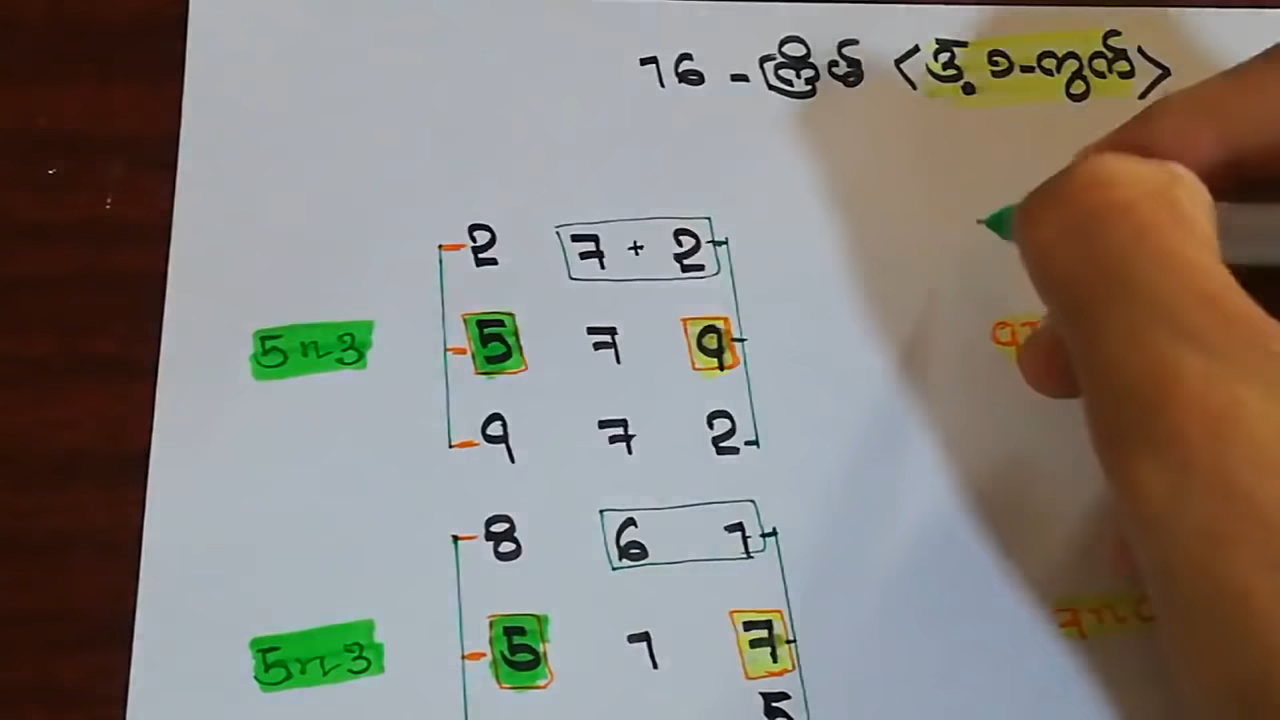 76 - ကြိမ် < ဒဲ့ ၁-ကွက် >
2 7 + 2
5n3 5 7 9
9 7 2
8 6 7
5n3 5 7 7
5